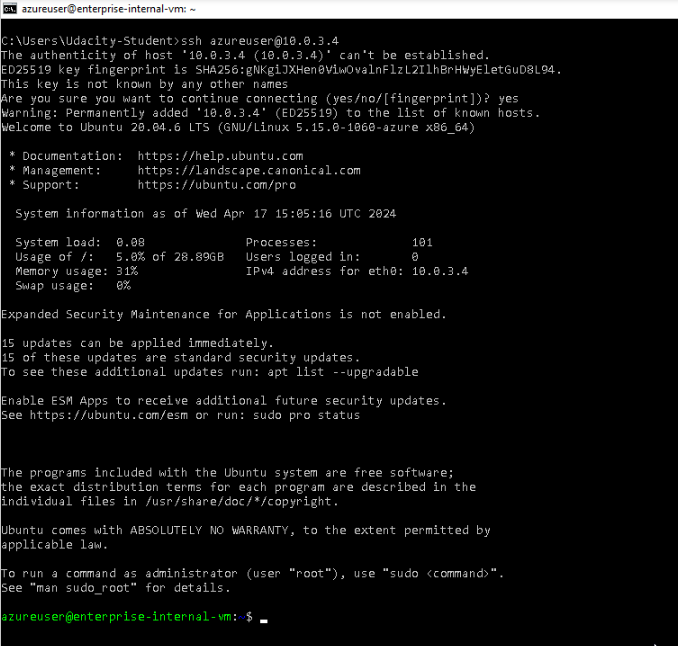 azureuser@enterprise-internal-vm: ~
C:\Users\Udacity-Student>ssh azureuser@10.0.3.4
The authenticity of host '10.0.3.4 (10.0.3.4)' can't be established.
ED25519 key fingerprint is SHA256:gNKgiJXHen0ViwOvalnFlzL2IlhBrHWyEletGuD8L94.
This key is not known by any other names
Are you sure you want to continue connecting (yes/no/[fingerprint])? yes
Warning: Permanently added '10.0.3.4' (ED25519) to the list of known hosts.
Welcome to Ubuntu 20.04.6 LTS (GNU/Linux 5.15.0-1060-azure x86_64)
* Documentation:  https://help.ubuntu.com
* Management:     https://landscape.canonical.com
* Support:        https://ubuntu.com/pro
System information as of Wed Apr 17 15:05:16 UTC 2024
System load:  0.08               Processes:             101
Usage of /:   5.0% of 28.89GB   Users logged in:       0
Memory usage: 31%                IPv4 address for eth0: 10.0.3.4
Swap usage:   0%
Expanded Security Maintenance for Applications is not enabled.
15 updates can be applied immediately.
15 of these updates are standard security updates.
To see these additional updates run: apt list --upgradable
Enable ESM Apps to receive additional future security updates.
See https://ubuntu.com/esm or run: sudo pro status
The programs included with the Ubuntu system are free software;
the exact distribution terms for each program are described in the
individual files in /usr/share/doc/*/copyright.
Ubuntu comes with ABSOLUTELY NO WARRANTY, to the extent permitted by
applicable law.
To run a command as administrator (user "root"), use "sudo <command>".
See "man sudo_root" for details.
azureuser@enterprise-internal-vm:~$